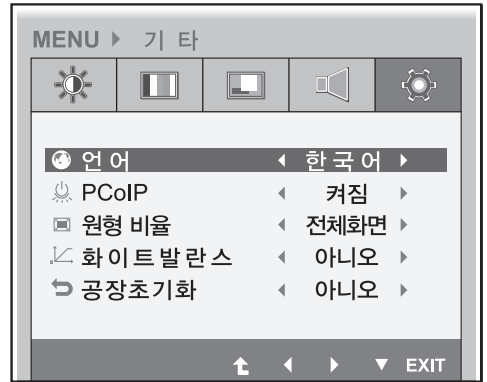 MENU 기 타
언어 한국어
PCoIP 켜짐
원형 비율 전체화면
화이트발란스 아니오
공장초기화 아니오
EXIT